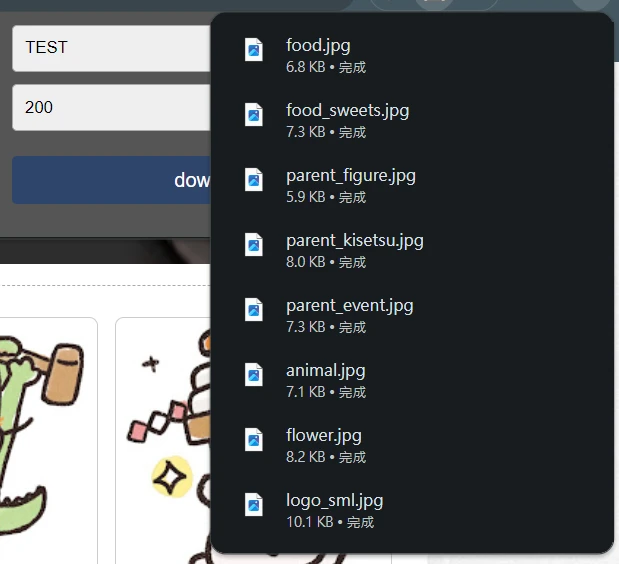 TEST
200
dow
food.jpg
6.8 KB • 完成
food_sweets.jpg
7.3 KB • 完成
parent_figure.jpg
5.9 KB • 完成
parent_kisetsu.jpg
8.0 KB • 完成
parent_event.jpg
7.3 KB • 完成
animal.jpg
7.1 KB • 完成
flower.jpg
8.2 KB • 完成
logo_sml.jpg
10.1 KB • 完成